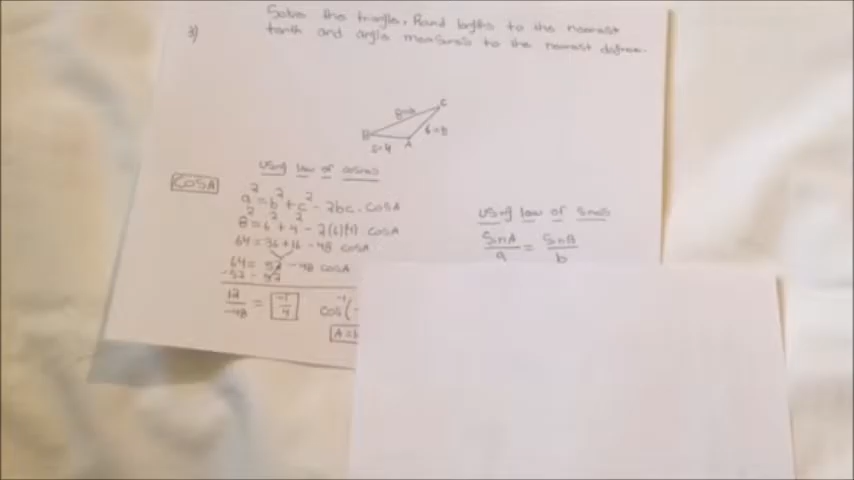 3)
Solve the triangle. Round lengths to the nearest
tenth and angle measures to the nearest degree.
8=a
C
B
6=b
A
c=4
Using law of cosines
COSA
a² = b² + c² - 2bc . COSA
8² = 6² + 4² - 2(6)(4) COSA
64 = 36 + 16 - 48 COSA
64 = 52 - 48 COSA
-52 - 52
12/-48 = -1/4
cos⁻¹(-
A =
Using law of sines
SinA/a = SinB/b